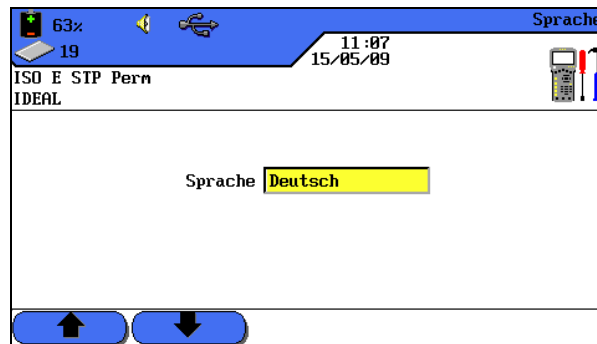 63% Sprache
19 11:07
15/05/09
ISO E STP Perm
IDEAL
Sprache Deutsch